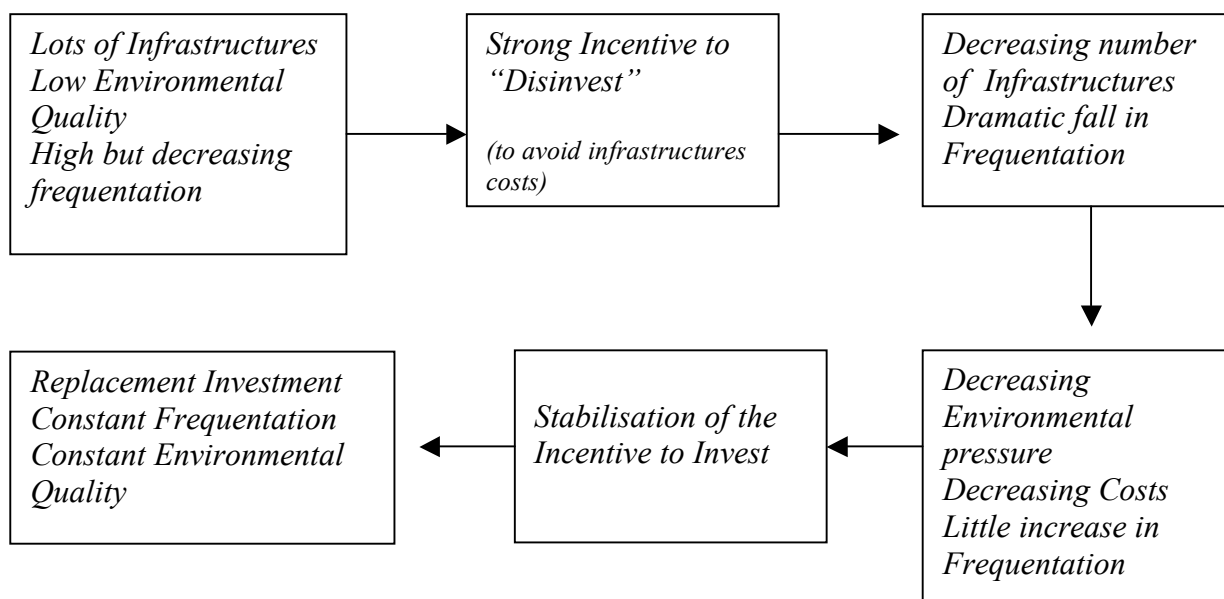 Lots of Infrastructures
Low Environmental
Quality
High but decreasing
frequentation
Strong Incentive to
“Disinvest”
(to avoid infrastructures
costs)
Decreasing number
of Infrastructures
Dramatic fall in
Frequentation
Decreasing
Environmental
pressure
Decreasing Costs
Little increase in
Frequentation
Stabilisation of the
Incentive to Invest
Replacement Investment
Constant Frequentation
Constant Environmental
Quality